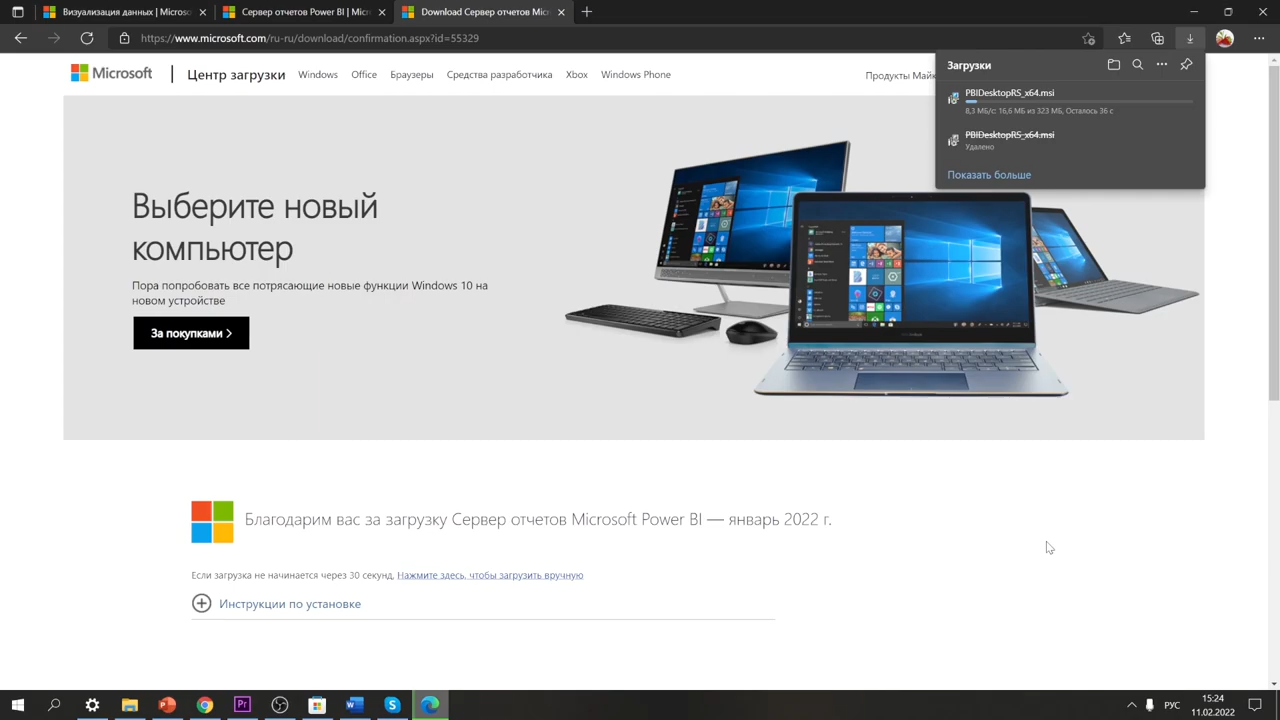 Визуализация данных | Microso
Сервер отчетов Power BI | Micr
Download Сервер отчетов Micr
https://www.microsoft.com/ru-ru/download/confirmation.aspx?id=55329
Microsoft
Центр загрузки
Windows
Office
Браузеры
Средства разработчика
Xbox
Windows Phone
Продукты Майк
Загрузки
PBIDesktopRS_x64.msi
8,3 МБ/с: 16,6 МБ из 323 МБ, Осталось 36 с
PBIDesktopRS_x64.msi
Удалено
Показать больше
Выберите новый
компьютер
Пора попробовать все потрясающие новые функции Windows 10 на
новом устройстве
За покупками
Благодарим вас за загрузку Сервер отчетов Microsoft Power BI — январь 2022 г.
Если загрузка не начинается через 30 секунд, Нажмите здесь, чтобы загрузить вручную
Инструкции по установке
Pr
РУС
15:24
11.02.2022